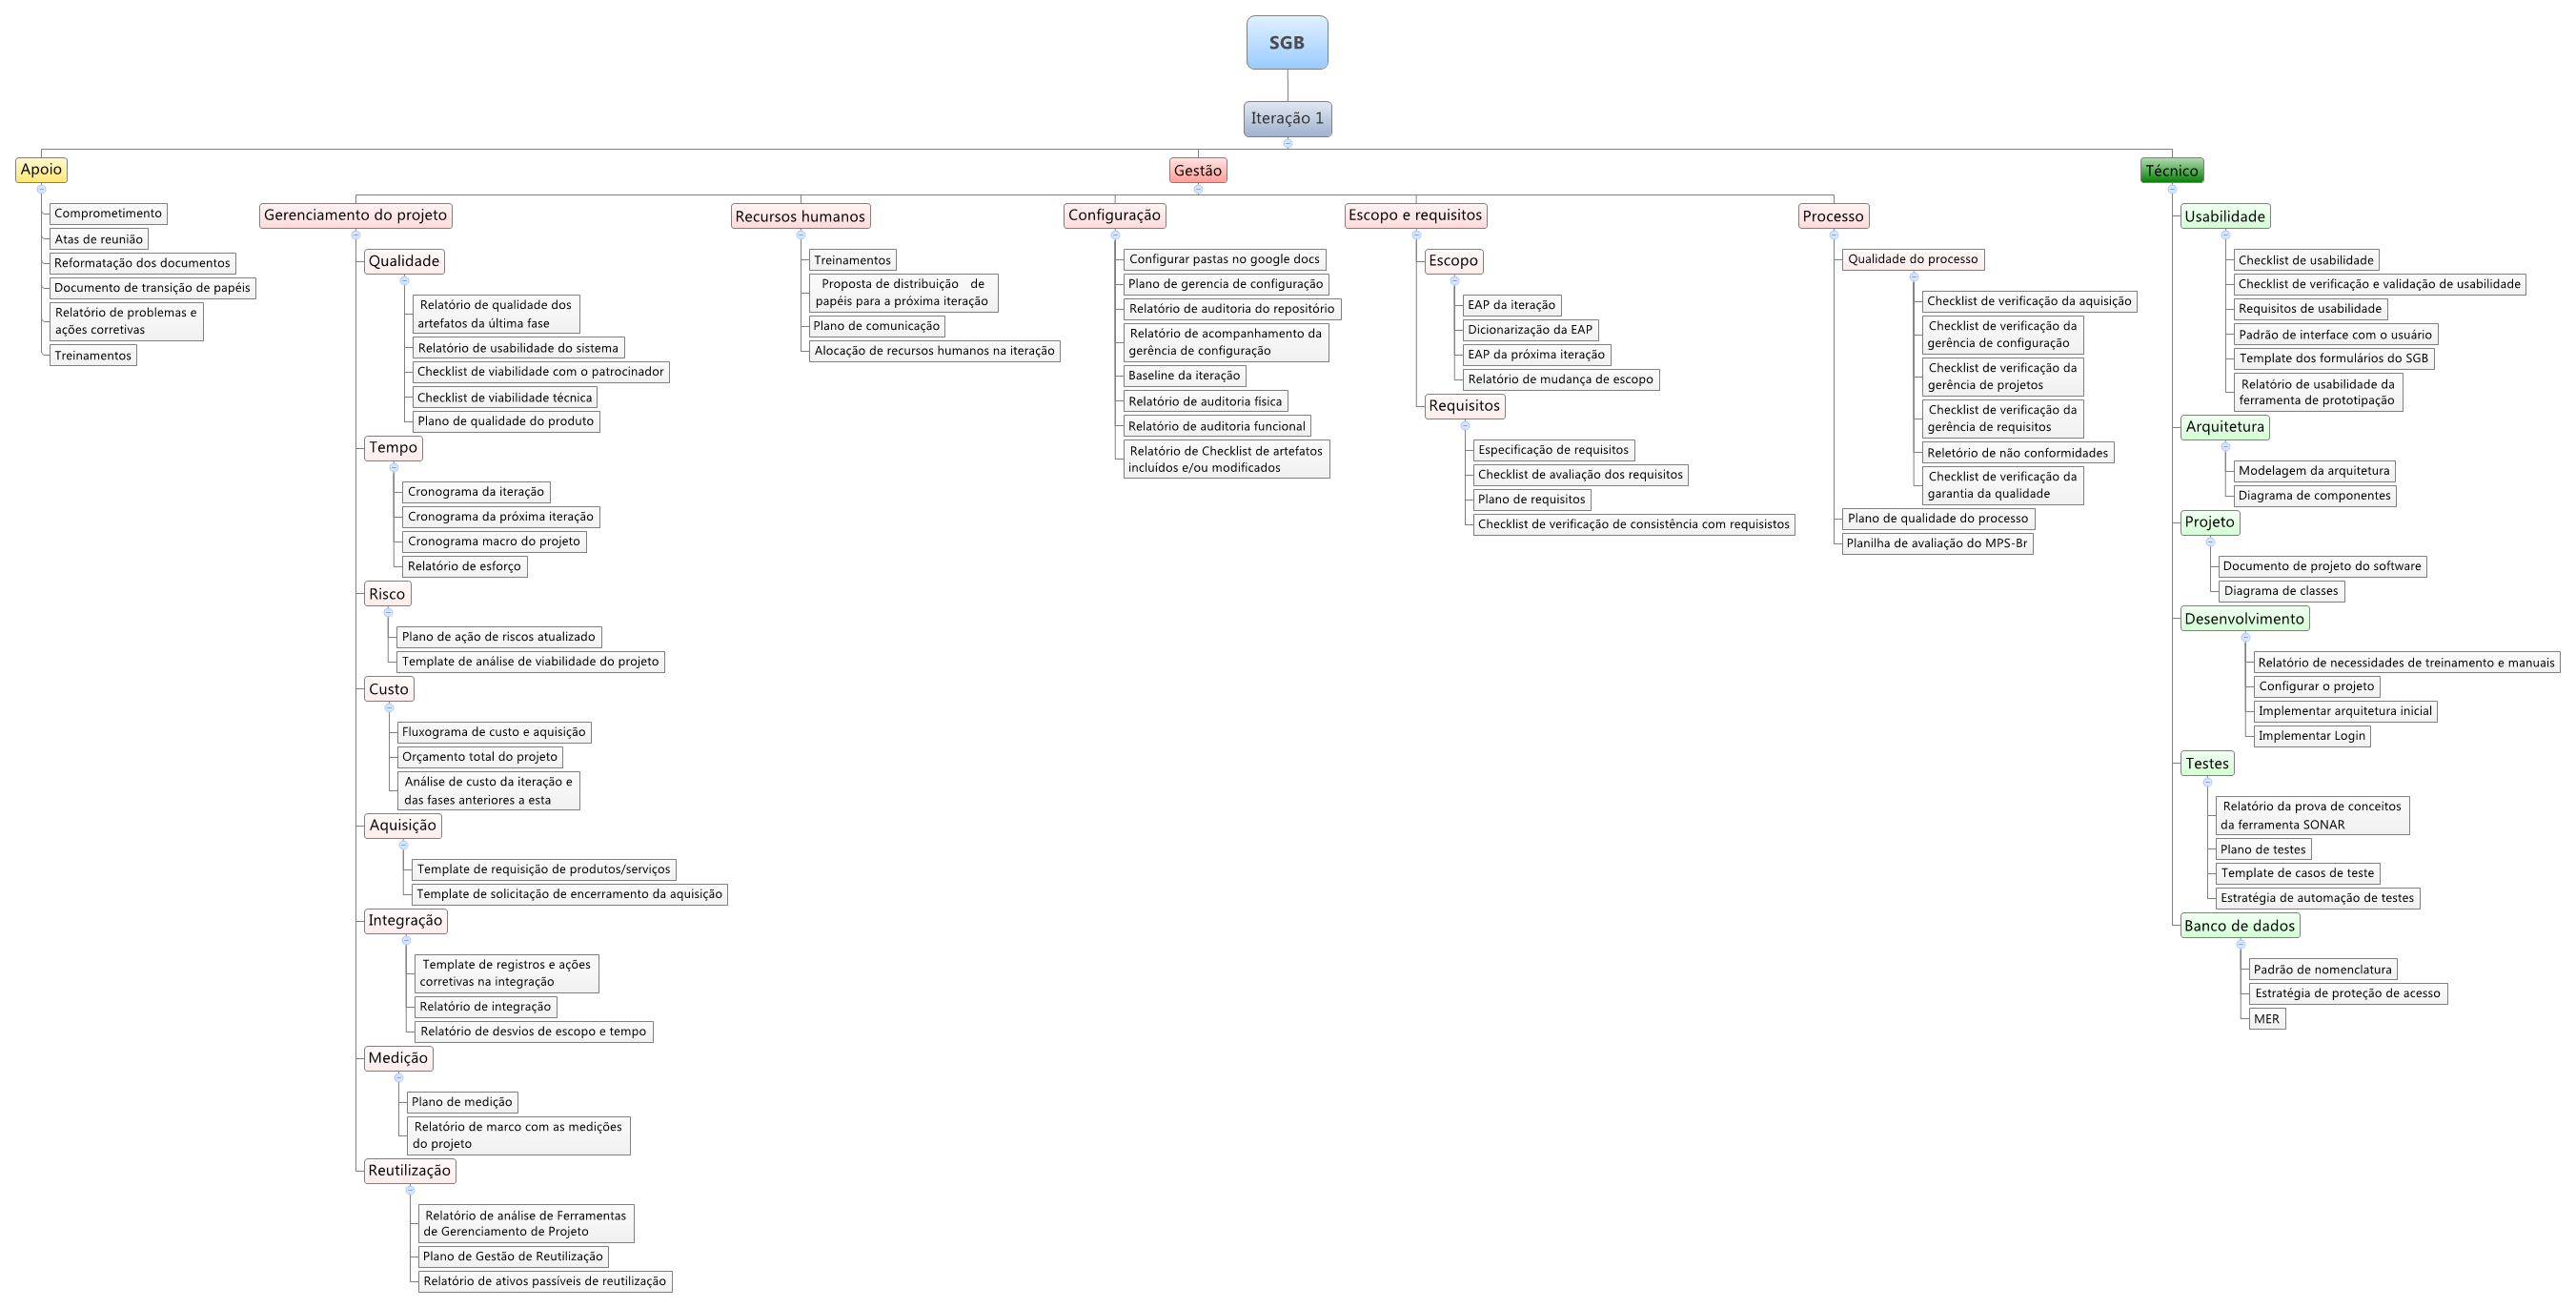 SGB
Iteração 1
Apoio
Comprometimento
Atas de reunião
Reformatação dos documentos
Documento de transição de papéis
Relatório de problemas e
ações corretivas
Treinamentos
Gestão
Gerenciamento do projeto
Qualidade
Relatório de qualidade dos
artefatos da última fase
Relatório de usabilidade do sistema
Checklist de viabilidade com o patrocinador
Checklist de viabilidade técnica
Plano de qualidade do produto
Tempo
Cronograma da iteração
Cronograma da próxima iteração
Cronograma macro do projeto
Relatório de esforço
Risco
Plano de ação de riscos atualizado
Template de análise de viabilidade do projeto
Custo
Fluxograma de custo e aquisição
Orçamento total do projeto
Análise de custo da iteração e
das fases anteriores a esta
Aquisição
Template de requisição de produtos/serviços
Template de solicitação de encerramento da aquisição
Integração
Template de registros e ações
corretivas na integração
Relatório de integração
Relatório de desvios de escopo e tempo
Medição
Plano de medição
Relatório de marco com as medições
do projeto
Reutilização
Relatório de análise de Ferramentas
de Gerenciamento de Projeto
Plano de Gestão de Reutilização
Relatório de ativos passíveis de reutilização
Recursos humanos
Treinamentos
Proposta de distribuição de
papéis para a próxima iteração
Plano de comunicação
Alocação de recursos humanos na iteração
Configuração
Configurar pastas no google docs
Plano de gerencia de configuração
Relatório de auditoria do repositório
Relatório de acompanhamento da
gerência de configuração
Baseline da iteração
Relatório de auditoria física
Relatório de auditoria funcional
Relatório de Checklist de artefatos
incluídos e/ou modificados
Escopo e requisitos
Escopo
EAP da iteração
Dicionarização da EAP
EAP da próxima iteração
Relatório de mudança de escopo
Requisitos
Especificação de requisitos
Checklist de avaliação dos requisitos
Plano de requisitos
Checklist de verificação de consistência com requisistos
Processo
Qualidade do processo
Checklist de verificação da aquisição
Checklist de verificação da
gerência de configuração
Checklist de verificação da
gerência de projetos
Checklist de verificação da
gerência de requisitos
Reletório de não conformidades
Checklist de verificação da
garantia da qualidade
Plano de qualidade do processo
Planilha de avaliação do MPS-Br
Técnico
Usabilidade
Checklist de usabilidade
Checklist de verificação e validação de usabilidade
Requisitos de usabilidade
Padrão de interface com o usuário
Template dos formulários do SGB
Relatório de usabilidade da
ferramenta de prototipação
Arquitetura
Modelagem da arquitetura
Diagrama de componentes
Projeto
Documento de projeto do software
Diagrama de classes
Desenvolvimento
Relatório de necessidades de treinamento e manuais
Configurar o projeto
Implementar arquitetura inicial
Implementar Login
Testes
Relatório da prova de conceitos
da ferramenta SONAR
Plano de testes
Template de casos de teste
Estratégia de automação de testes
Banco de dados
Padrão de nomenclatura
Estratégia de proteção de acesso
MER